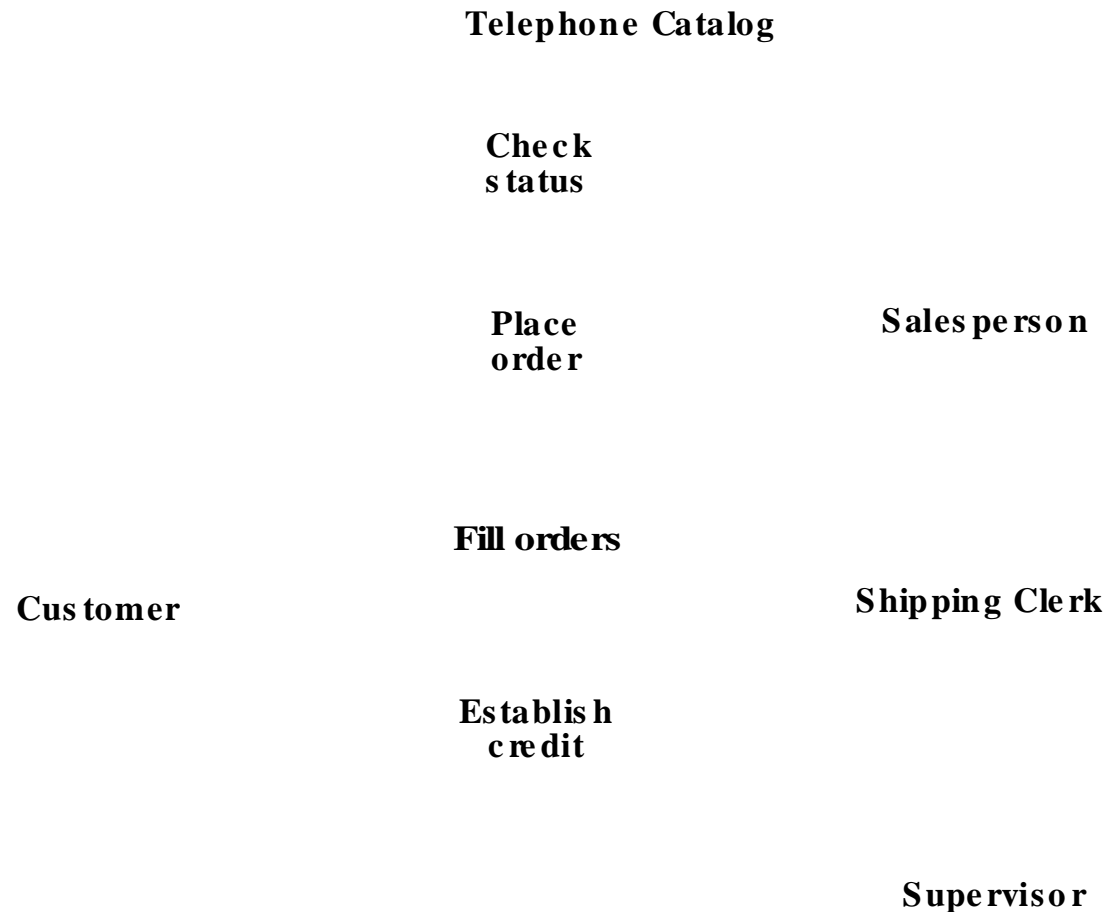 Telephone Catalog
Check
status
Place
order
Salesperson
Fill orders
Customer
Shipping Clerk
Establish
credit
Supervisor